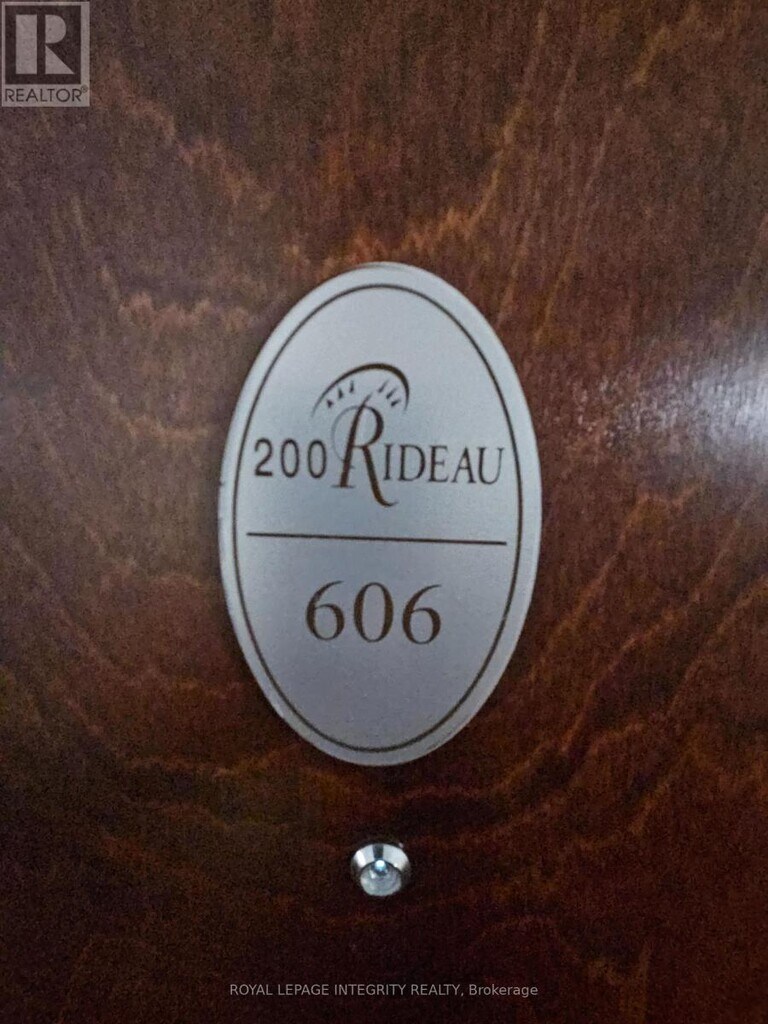 R
REALTOR®
200 RIDEAU
606
ROYAL LEPAGE INTEGRITY REALTY, Brokerage